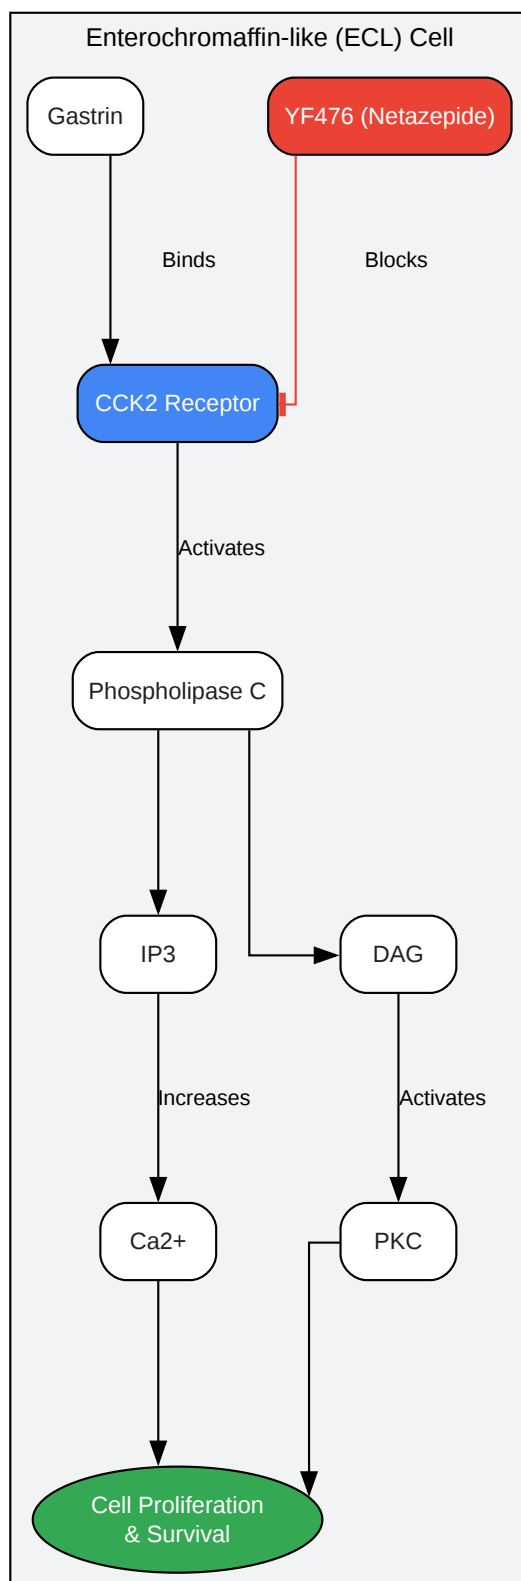 Enterochromaffin-like (ECL) Cell
Gastrin
YF476 (Netazepide)
Binds
Blocks
CCK2 Receptor
Activates
Phospholipase C
IP3
DAG
Increases
Activates
Ca2+
PKC
Cell Proliferation
& Survival